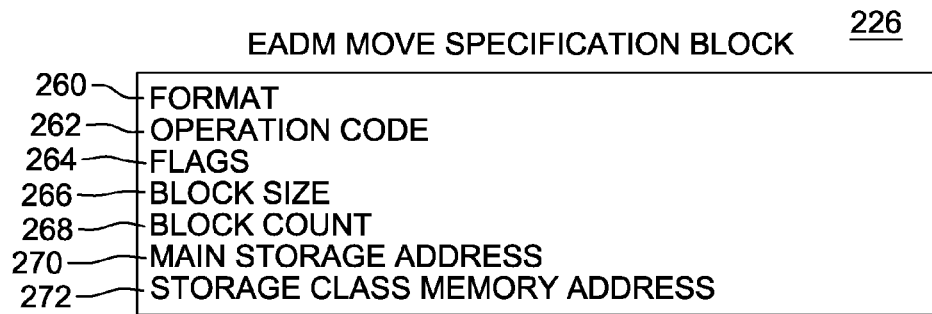 226
EADM MOVE SPECIFICATION BLOCK
260 FORMAT
262 OPERATION CODE
264 FLAGS
266 BLOCK SIZE
268 BLOCK COUNT
270 MAIN STORAGE ADDRESS
272 STORAGE CLASS MEMORY ADDRESS